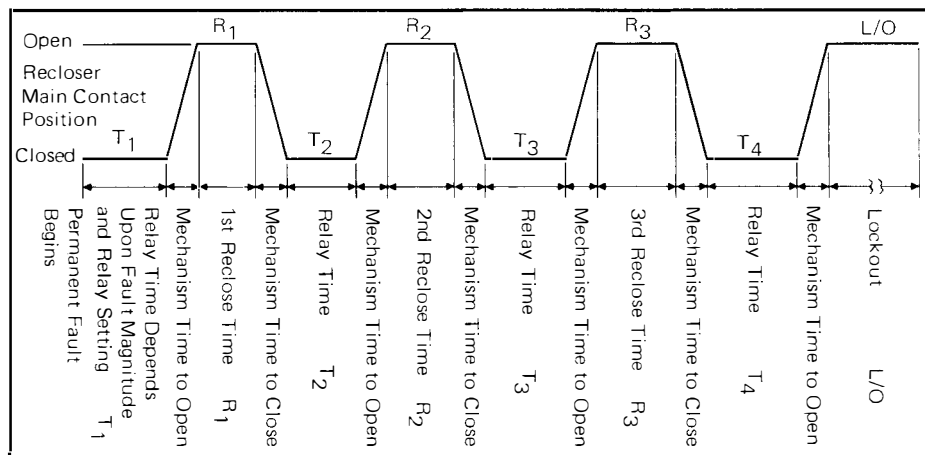 R1 R2 R3 L/O
Open
Recloser
Main Contact
Position
T1 T2 T3 T4
Closed
Permanent Fault
Begins
Relay Time Depends
Upon Fault Magnitude
and Relay Setting T1
Mechanism Time to Open
1st Reclose Time R1
Mechanism Time to Close
Relay Time T2
Mechanism Time to Open
2nd Reclose Time R2
Mechanism Time to Close
Relay Time T3
Mechanism Time to Open
3rd Reclose Time R3
Mechanism Time to Close
Relay Time T4
Mechanism Time to Open
Lockout L/O